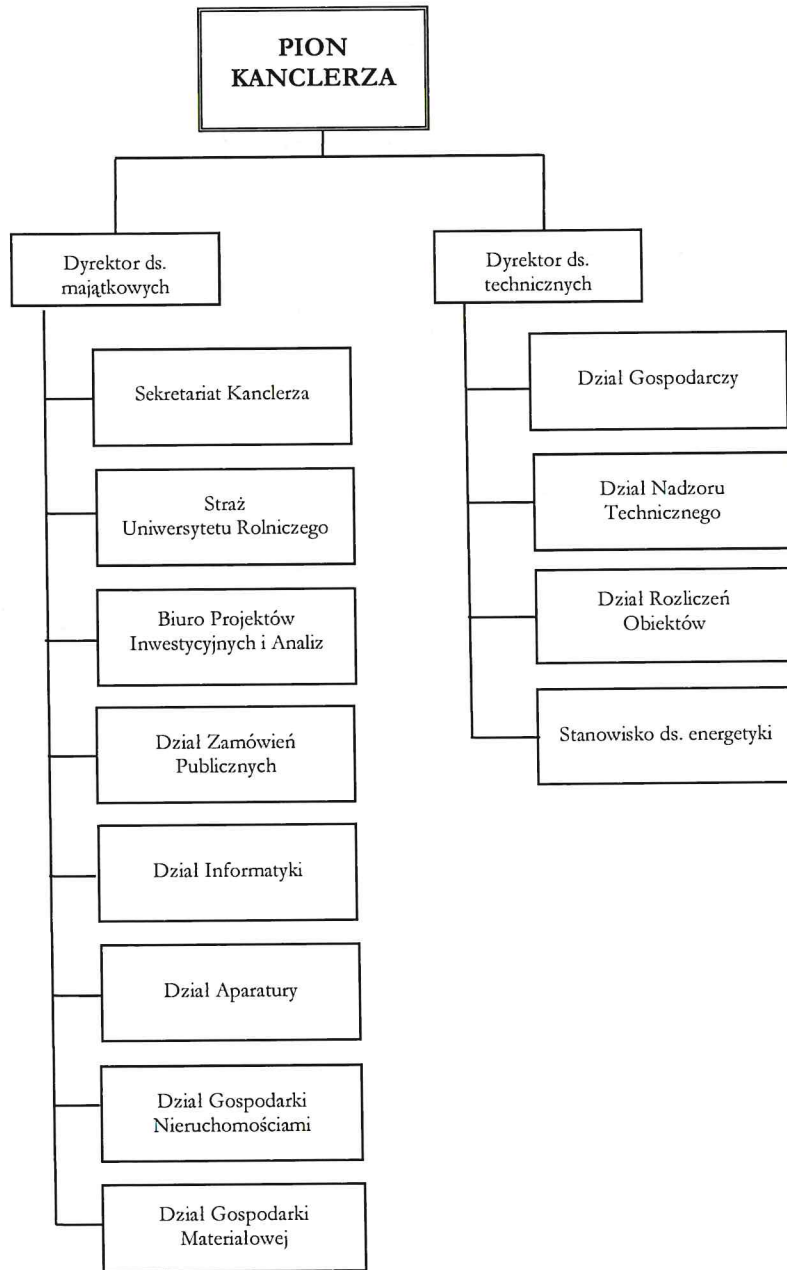 PION
KANCLERZA
Dyrektor ds.
majątkowych
Sekretariat Kanclerza
Straż
Uniwersytetu Rolniczego
Biuro Projektów
Inwestycyjnych i Analiz
Dział Zamówień
Publicznych
Dział Informatyki
Dział Aparatury
Dział Gospodarki
Nieruchomościami
Dział Gospodarki
Materiałowej
Dyrektor ds.
technicznych
Dział Gospodarczy
Dział Nadzoru
Technicznego
Dział Rozliczeń
Obiektów
Stanowisko ds. energetyki